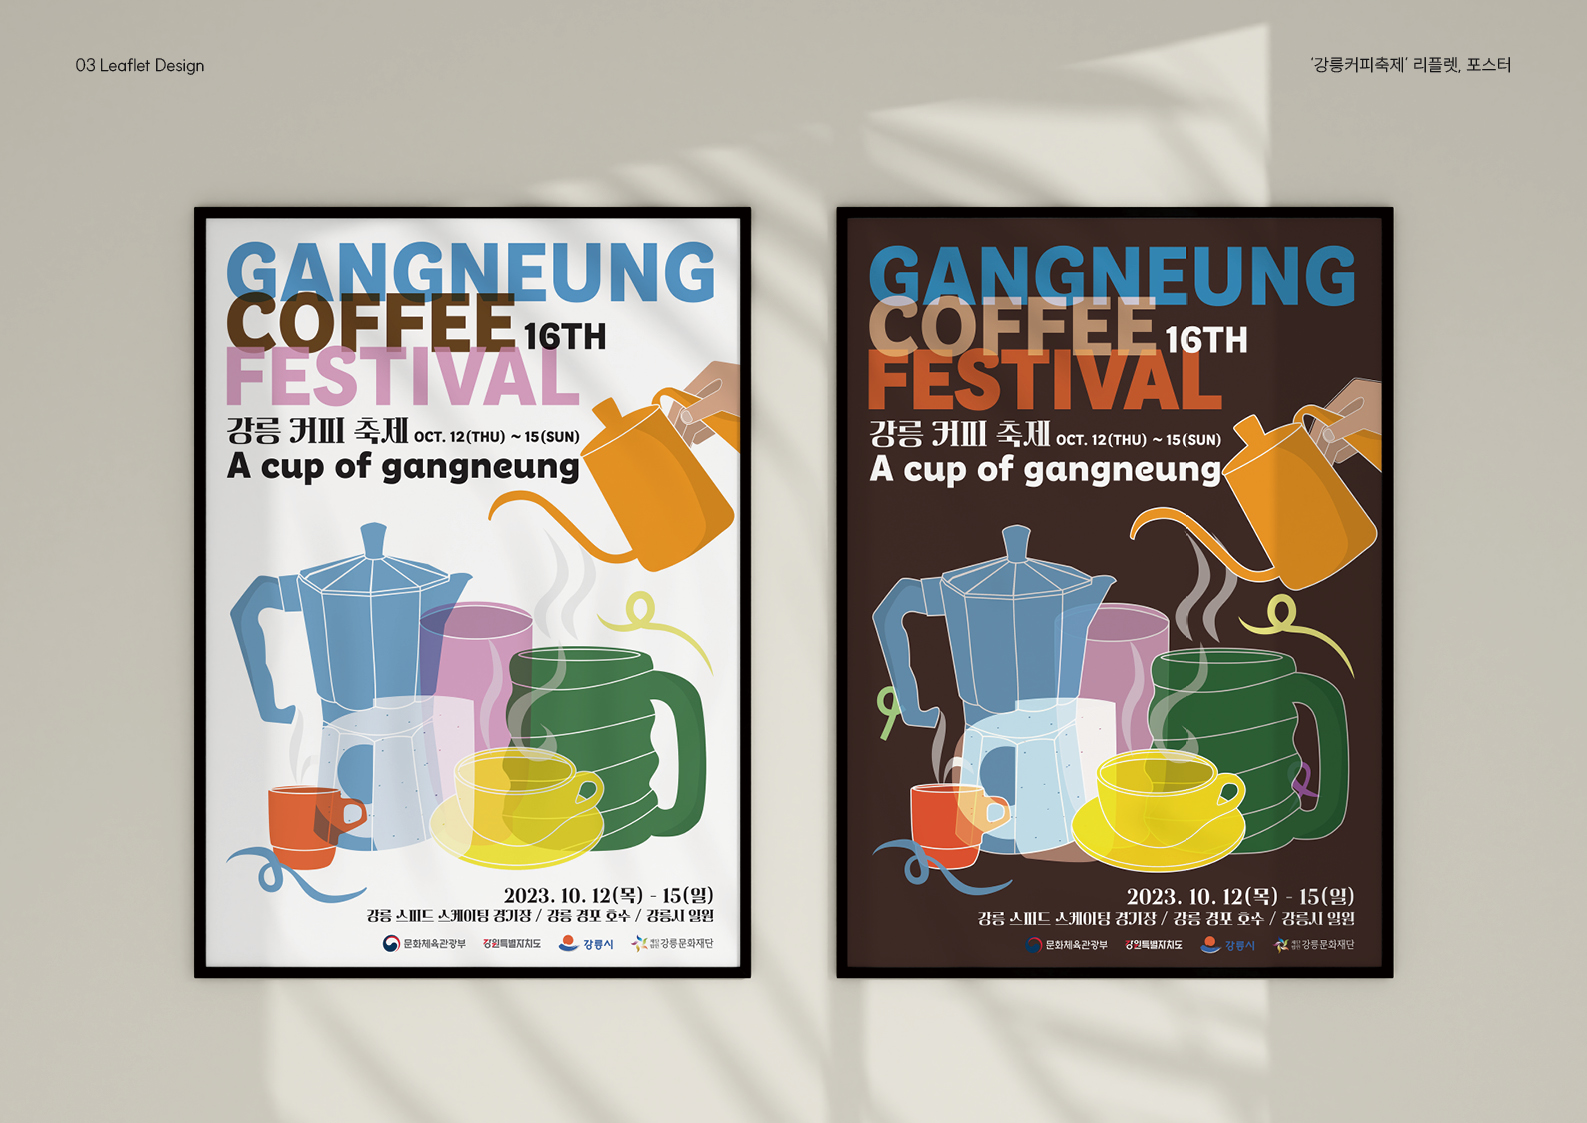 03 Leaflet Design
'강릉커피축제' 리플렛, 포스터
GANGNEUNG
COFFEE 16TH
FESTIVAL
강릉 커피 축제 OCT. 12(THU) ~ 15(SUN)
A cup of gangneung
2023. 10. 12(목) - 15(일)
강릉 스피드 스케이팅 경기장 / 강릉 경포 호수 / 강릉시 일원
문화체육관광부 강원특별자치도 강릉시 강릉문화재단
GANGNEUNG
COFFEE 16TH
FESTIVAL
강릉 커피 축제 OCT. 12(THU) ~ 15(SUN)
A cup of gangneung
2023. 10. 12(목) - 15(일)
강릉 스피드 스케이팅 경기장 / 강릉 경포 호수 / 강릉시 일원
문화체육관광부 강원특별자치도 강릉시 강릉문화재단